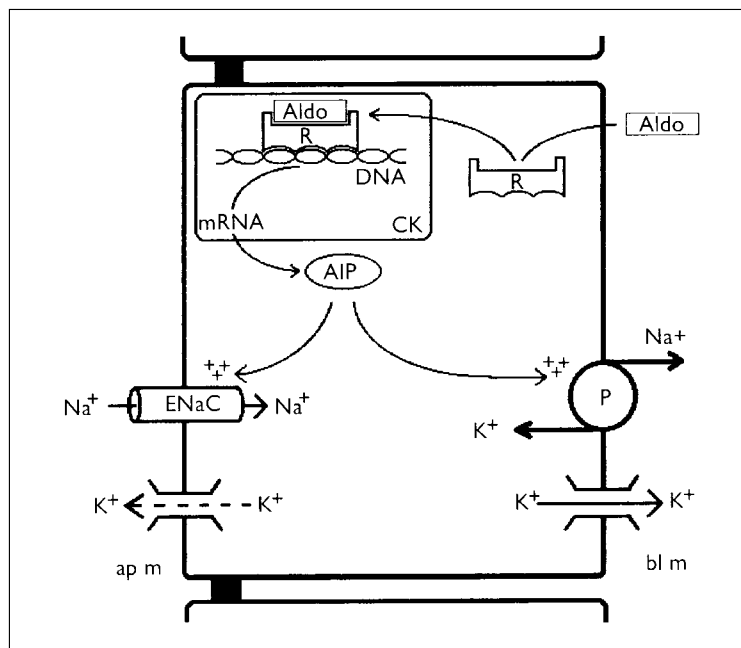 Aldo
R
Aldo
R
DNA
mRNA
CK
AIP
+++
+++
Na+
Na+
ENaC
Na+
P
K+
K+
K+
K+
K+
ap m
bl m